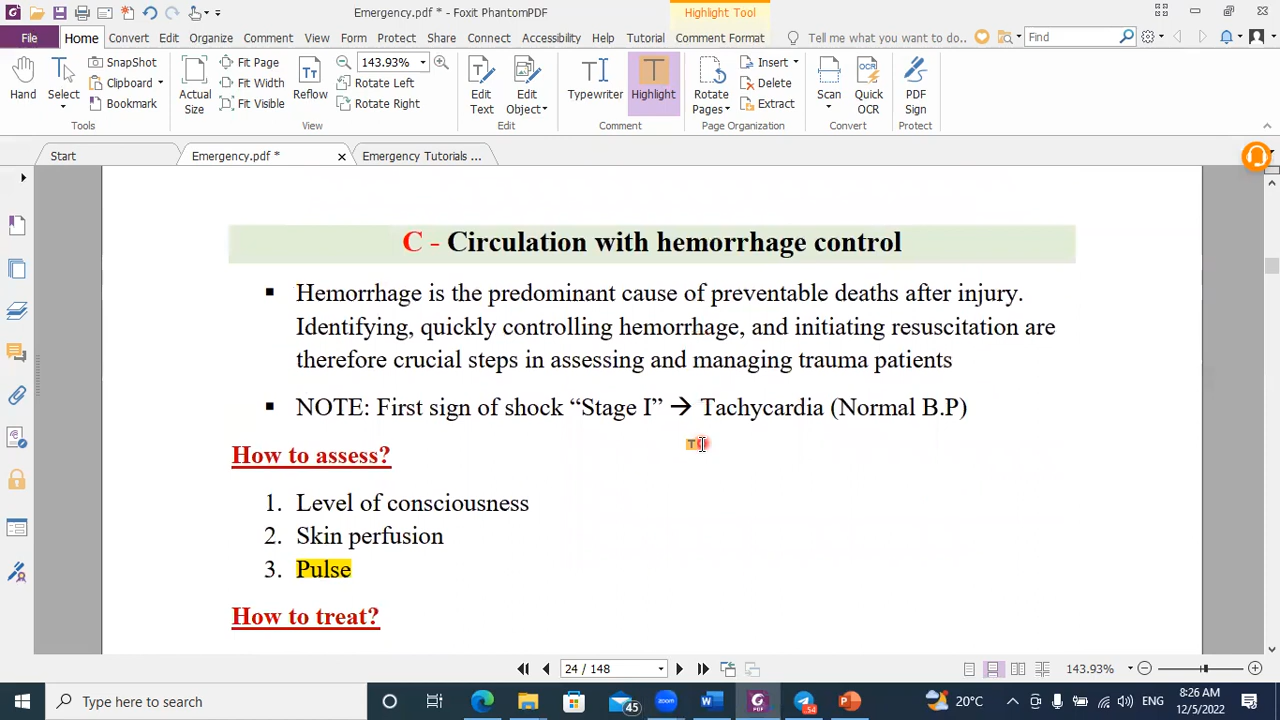 Emergency.pdf * - Foxit PhantomPDF
Highlight Tool
File Home Convert Edit Organize Comment View Form Protect Share Connect Accessibility Help Tutorial Comment Format Tell me what you want to do.. Find
Hand
Select
SnapShot
Clipboard
Bookmark
Tools
Actual Size
Fit Page
Fit Width
Fit Visible
Reflow
143.93%
Rotate Left
Rotate Right
View
Edit Text
Edit Object
Edit
Typewriter
Highlight
Comment
Rotate Pages
Insert
Delete
Extract
Page Organization
Scan
Quick OCR
Convert
PDF Sign
Protect
Start Emergency.pdf * Emergency Tutorials ...
C - Circulation with hemorrhage control
▪ Hemorrhage is the predominant cause of preventable deaths after injury.
Identifying, quickly controlling hemorrhage, and initiating resuscitation are
therefore crucial steps in assessing and managing trauma patients
▪ NOTE: First sign of shock “Stage I” → Tachycardia (Normal B.P)
How to assess?
1. Level of consciousness
2. Skin perfusion
3. Pulse
How to treat?
24 / 148
143.93%
Type here to search
45
zoom
54
20°C
ENG
8:26 AM
12/5/2022